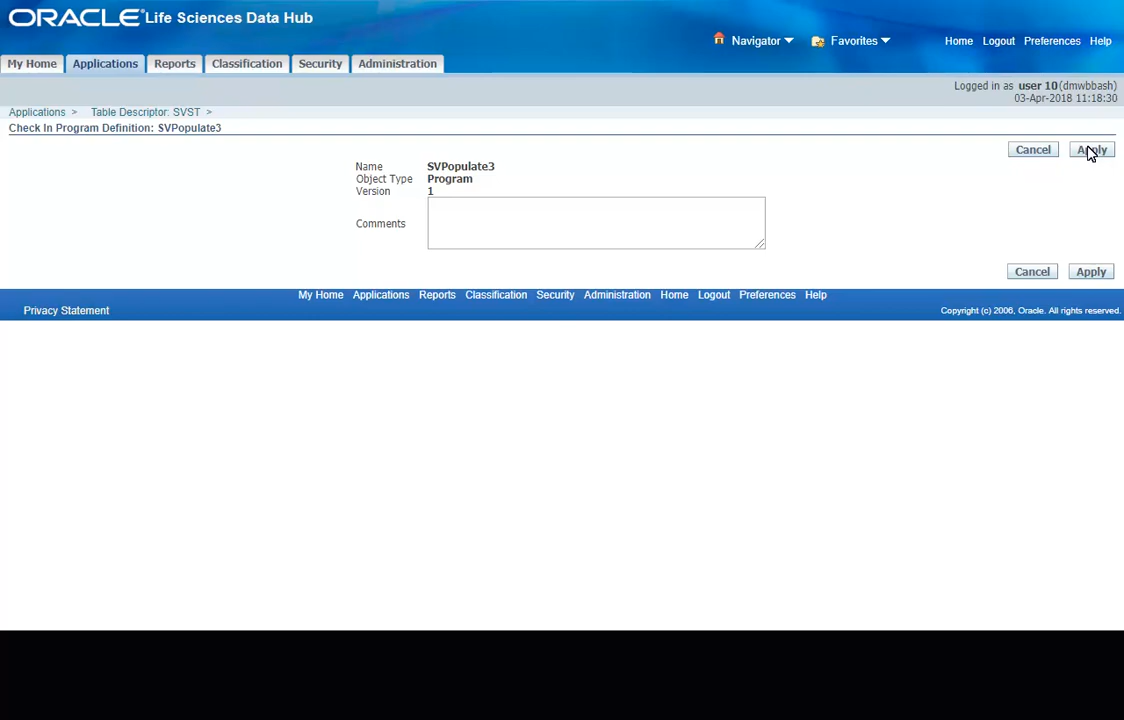 ORACLE® Life Sciences Data Hub
Navigator Favorites Home Logout Preferences Help
My Home Applications Reports Classification Security Administration
Logged in as user 10 (dmwbbash)
03-Apr-2018 11:18:30
Applications > Table Descriptor: SVST >
Check In Program Definition: SVPopulate3
Cancel Apply
Name SVPopulate3
Object Type Program
Version 1
Comments
Cancel Apply
My Home Applications Reports Classification Security Administration Home Logout Preferences Help
Privacy Statement Copyright (c) 2006, Oracle. All rights reserved.